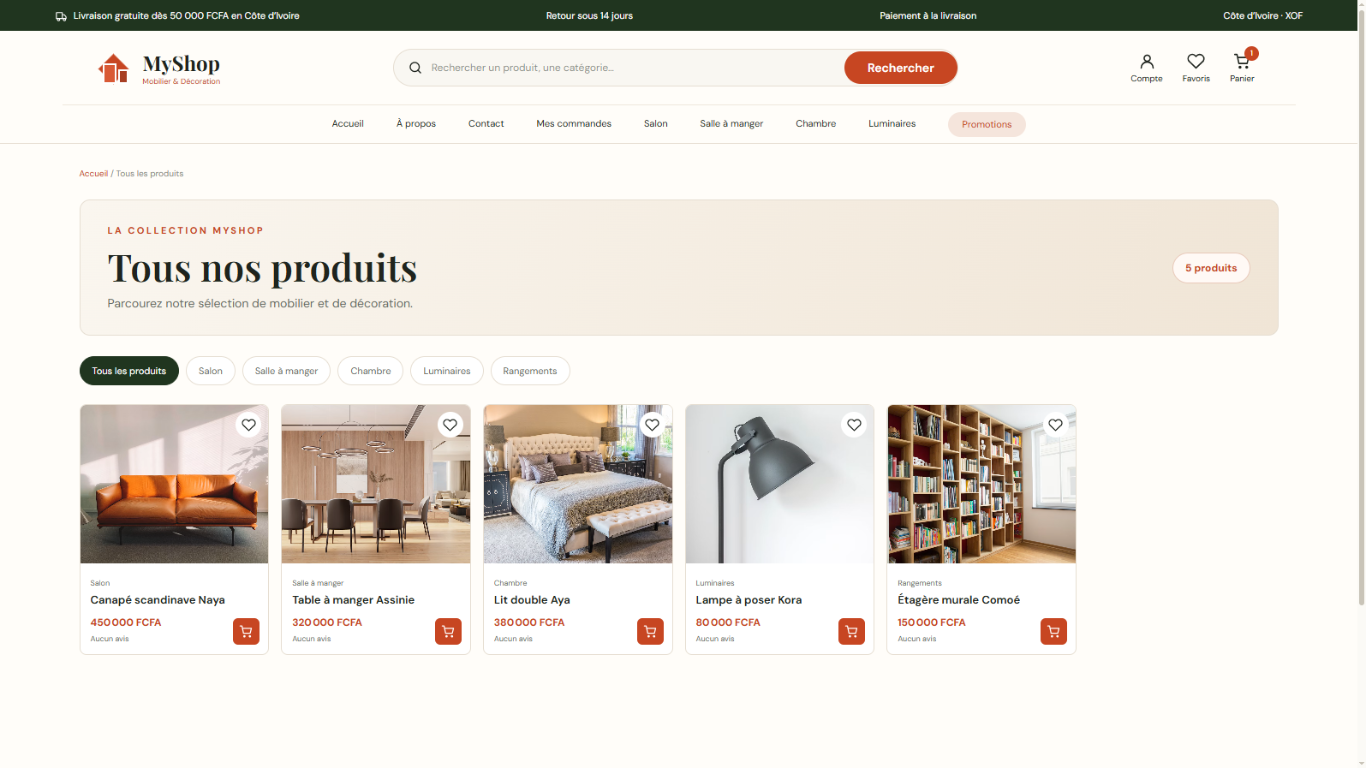 Livraison gratuite dès 50 000 FCFA en Côte d'Ivoire
Retour sous 14 jours
Paiement à la livraison
Côte d'Ivoire · XOF
MyShop
Mobilier & Décoration
Rechercher un produit, une catégorie...
Rechercher
1
Compte
Favoris
Panier
Accueil
À propos
Contact
Mes commandes
Salon
Salle à manger
Chambre
Luminaires
Promotions
Accueil / Tous les produits
LA COLLECTION MYSHOP
Tous nos produits
Parcourez notre sélection de mobilier et de décoration.
5 produits
Tous les produits
Salon
Salle à manger
Chambre
Luminaires
Rangements
Salon
Canapé scandinave Naya
450 000 FCFA
Aucun avis
Salle à manger
Table à manger Assinie
320 000 FCFA
Aucun avis
Chambre
Lit double Aya
380 000 FCFA
Aucun avis
Luminaires
Lampe à poser Kora
80 000 FCFA
Aucun avis
Rangements
Étagère murale Comoé
150 000 FCFA
Aucun avis